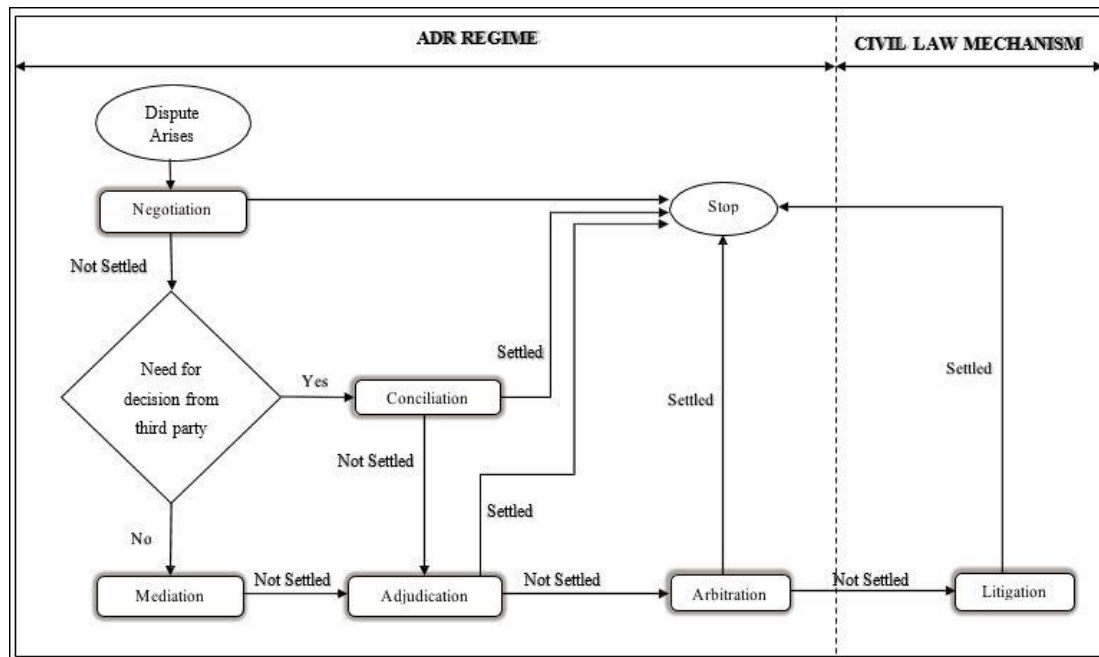 ADR REGIME
CIVIL LAW MECHANISM
Dispute
Arises
Negotiation
Stop
Not Settled
Need for
decision from
third party
Yes
Conciliation
Settled
Settled
Settled
Not Settled
Settled
No
Mediation
Not Settled
Adjudication
Not Settled
Arbitration
Not Settled
Litigation